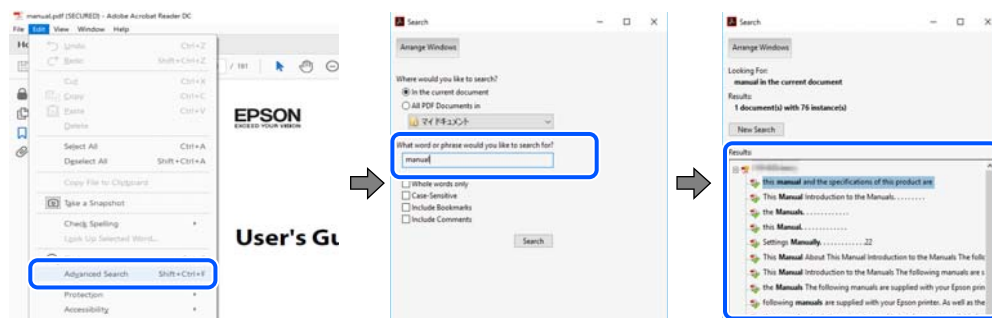 manual.pdf (SECURED) - Adobe Acrobat Reader DC
File Edit View Window Help
Undo Ctrl+Z
Redo Shift+Ctrl+Z
Cut Ctrl+X
Copy Ctrl+C
Paste Ctrl+V
Delete
Select All Ctrl+A
Deselect All Shift+Ctrl+A
Copy File to Clipboard
Take a Snapshot
Check Spelling
Look Up Selected Word...
Advanced Search Shift+Ctrl+F
Protection
Accessibility
/ 191
EPSON
EXCEED YOUR VISION
User's Gu
Search
Arrange Windows
Where would you like to search?
In the current document
All PDF Documents in
マイ ドキュメント
What word or phrase would you like to search for?
manual
Whole words only
Case-Sensitive
Include Bookmarks
Include Comments
Search
Search
Arrange Windows
Looking For:
manual in the current document
Results:
1 document(s) with 76 instance(s)
New Search
Results:
this manual and the specifications of this product are
This Manual Introduction to the Manuals. . . . . . . . .
the Manuals. . . . . . . . . . . . .
this Manual. . . . . . . . . . . . .
Settings Manually. . . . . . . . . . . .22
This Manual About This Manual Introduction to the Manuals The follo
This Manual Introduction to the Manuals The following manuals are s
the Manuals The following manuals are supplied with your Epson prin
following manuals are supplied with your Epson printer. As well as the